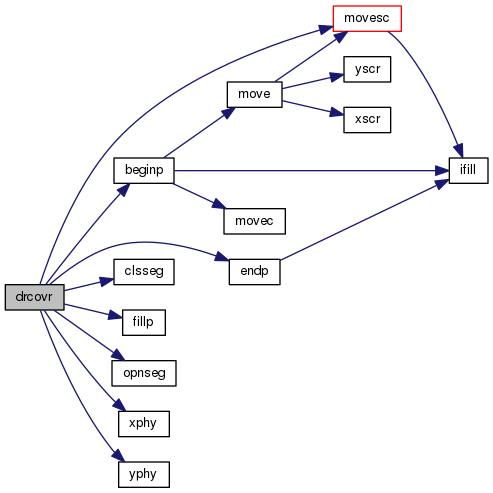 movesc
yscr
move
xscr
beginp
ifill
movec
clsseg
endp
drcovr
fillp
opnseg
xphy
yphy